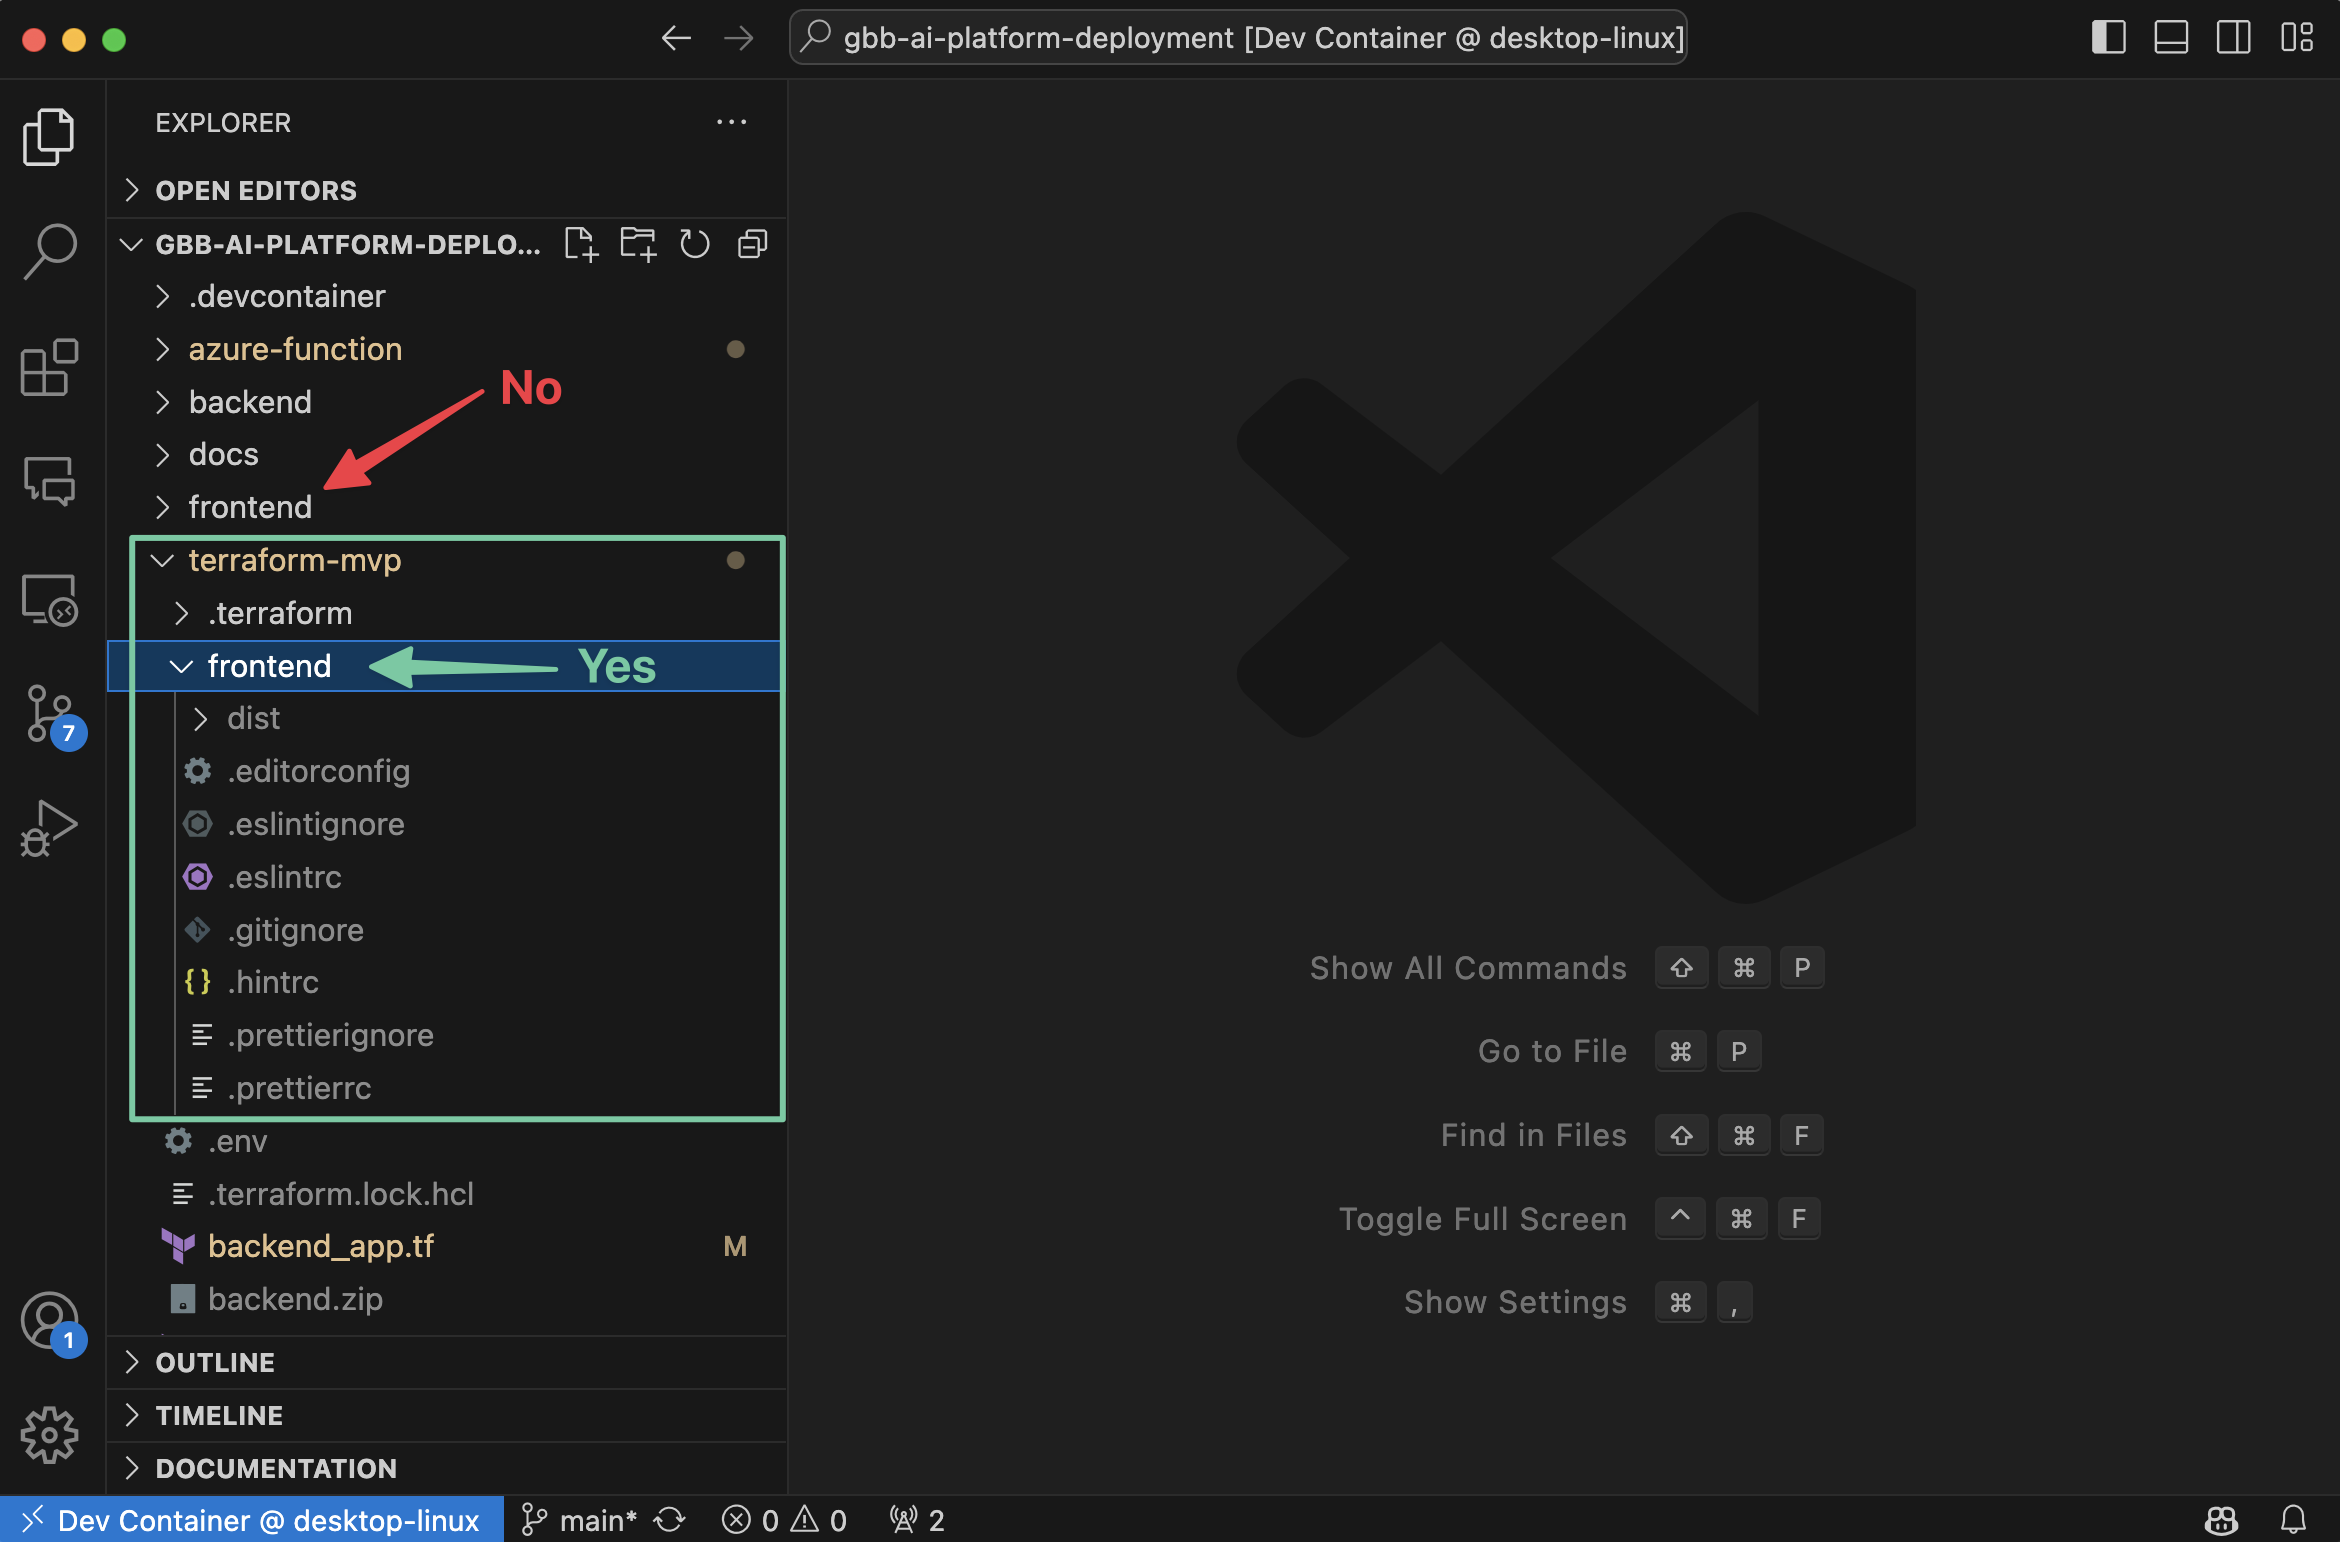 gbb-ai-platform-deployment [Dev Container @ desktop-linux]
EXPLORER
OPEN EDITORS
GBB-AI-PLATFORM-DEPLO...
.devcontainer
azure-function
No
backend
docs
frontend
terraform-mvp
.terraform
frontend
Yes
dist
.editorconfig
.eslintignore
.eslintrc
.gitignore
.hintrc
.prettierignore
.prettierrc
.env
.terraform.lock.hcl
backend_app.tf M
backend.zip
OUTLINE
TIMELINE
DOCUMENTATION
7
1
Show All Commands ⇧ ⌘ P
Go to File ⌘ P
Find in Files ⇧ ⌘ F
Toggle Full Screen ^ ⌘ F
Show Settings ⌘ ,
Dev Container @ desktop-linux main* 0 0 2